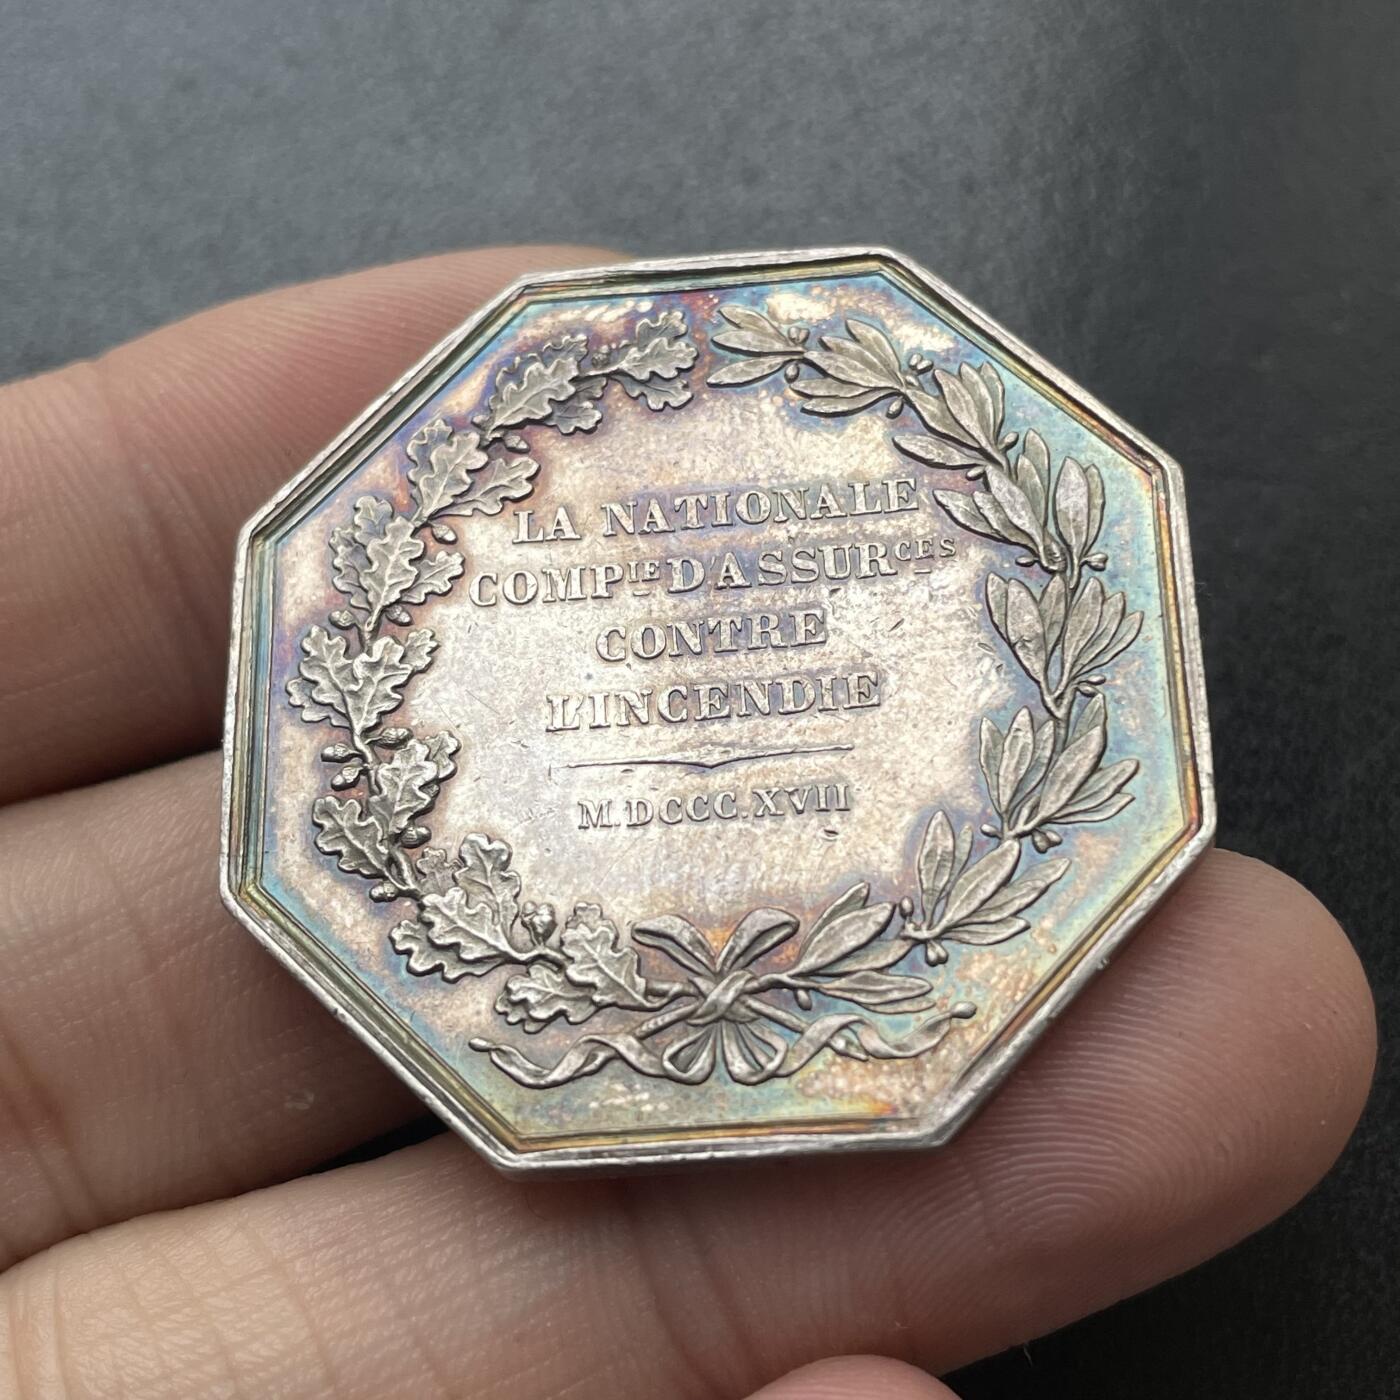 LA NATIONALE
COMPIE D'ASSURCES
CONTRE
L'INCENDIE
M.DCCC.XVII